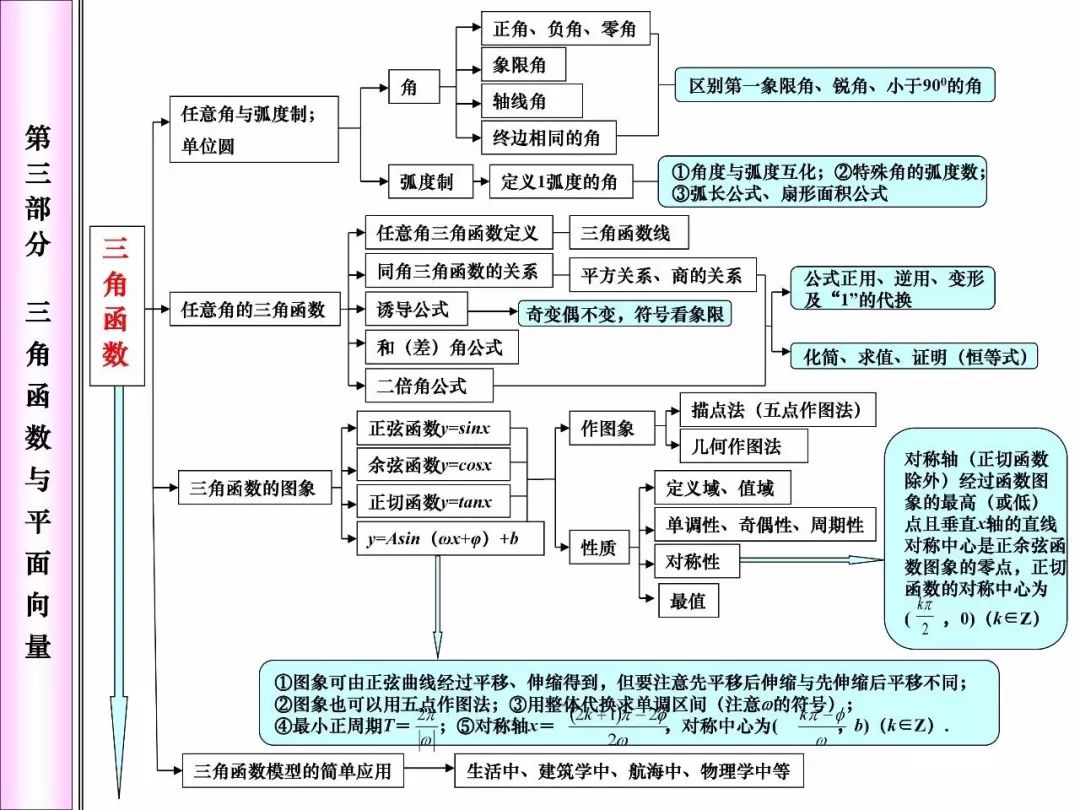 第三部分 三角函数与平面向量
三角函数
任意角与弧度制；
单位圆
角
正角、负角、零角
象限角
轴线角
终边相同的角
区别第一象限角、锐角、小于90⁰的角
弧度制
定义1弧度的角
①角度与弧度互化；②特殊角的弧度数；
③弧长公式、扇形面积公式
任意角的三角函数
任意角三角函数定义
三角函数线
同角三角函数的关系
平方关系、商的关系
诱导公式
奇变偶不变，符号看象限
和（差）角公式
二倍角公式
公式正用、逆用、变形
及“1”的代换
化简、求值、证明（恒等式）
三角函数的图象
正弦函数y=sinx
余弦函数y=cosx
正切函数y=tanx
y=Asin（ωx+φ）+b
作图象
描点法（五点作图法）
几何作图法
性质
定义域、值域
单调性、奇偶性、周期性
对称性
最值
对称轴（正切函数
除外）经过函数图
象的最高（或低）
点且垂直x轴的直线
对称中心是正余弦函
数图象的零点，正切
函数的对称中心为
(kπ/2，0)（k∈Z）
①图象可由正弦曲线经过平移、伸缩得到，但要注意先平移后伸缩与先伸缩后平移不同；
②图象也可以用五点作图法；③用整体代换求单调区间（注意ω的符号）；
④最小正周期T＝2π/|ω|；⑤对称轴x＝(2k+1)π−2φ/2ω，对称中心为(kπ−φ/ω，b)（k∈Z）.
三角函数模型的简单应用
生活中、建筑学中、航海中、物理学中等